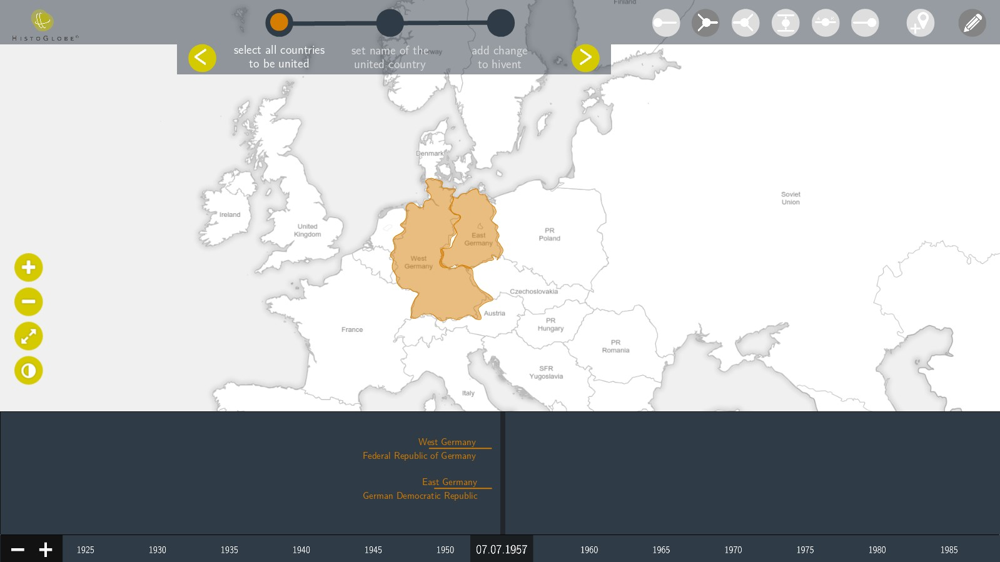 Finland
HISTOGLOBE
select all countries
to be united
set name of the
united country
add change
to hivent
Norway
Denmark
Ireland
United
Kingdom
Soviet
Union
PR
Poland
East
Germany
West
Germany
Czechoslovakia
Austria
PR
Hungary
France
PR
Romania
SFR
Yugoslavia
Italy
West Germany
Federal Republic of Germany
East Germany
German Democratic Republic
1925 1930 1935 1940 1945 1950 07.07.1957 1960 1965 1970 1975 1980 1985